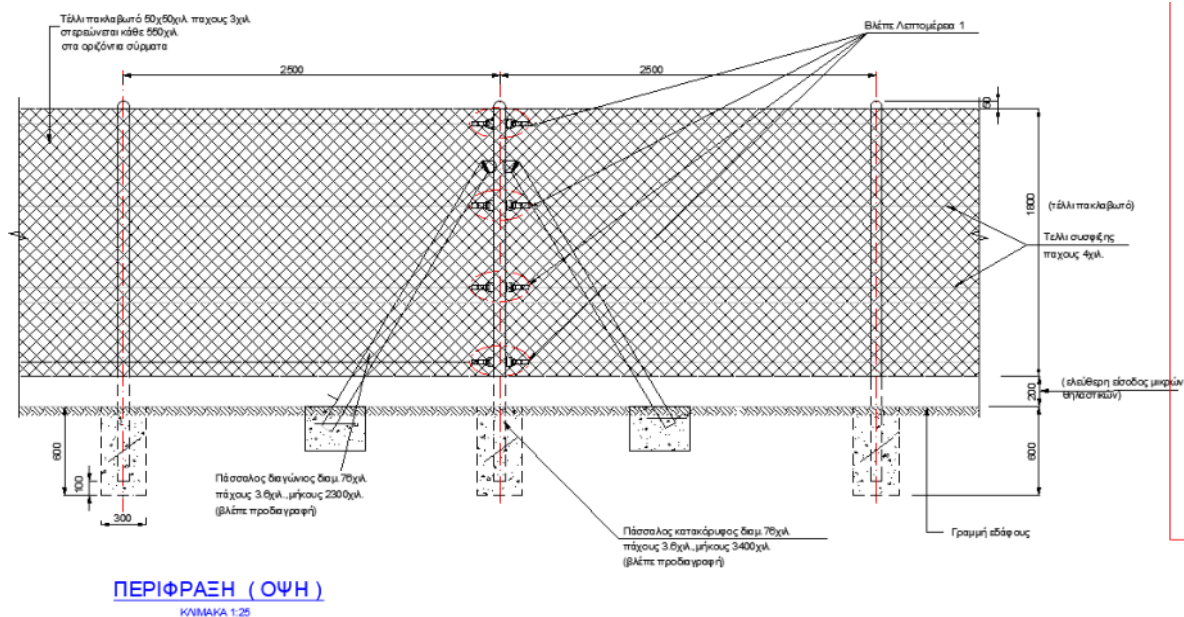 Τέλλι πακλαβωτό 50χ50χιλ. παχους 3χιλ.
στερεώνεται κάθε 550χιλ.
στα οριζόντια σύρματα
Βλέπε Λεπτομέρεια 1
2500
2500
50
1800
(τέλλι πακλαβωτό)
Τελλι συσφιξης
παχους 4χιλ.
200
(ελεύθερη είσοδος μικρών
θηλαστικών)
600
100
300
600
Πάσσαλος διαγώνιος διαμ.76χιλ.
πάχους 3.6χιλ.,μήκους 2300χιλ.
(βλέπε προδιαγραφή)
Πάσσαλος κατακόρυφος διαμ.76χιλ.
πάχους 3.6χιλ.,μήκους 3400χιλ.
(βλέπε προδιαγραφή)
Γραμμή εδάφους
ΠΕΡΙΦΡΑΞΗ ( ΟΨΗ )
ΚΛΙΜΑΚΑ 1:25